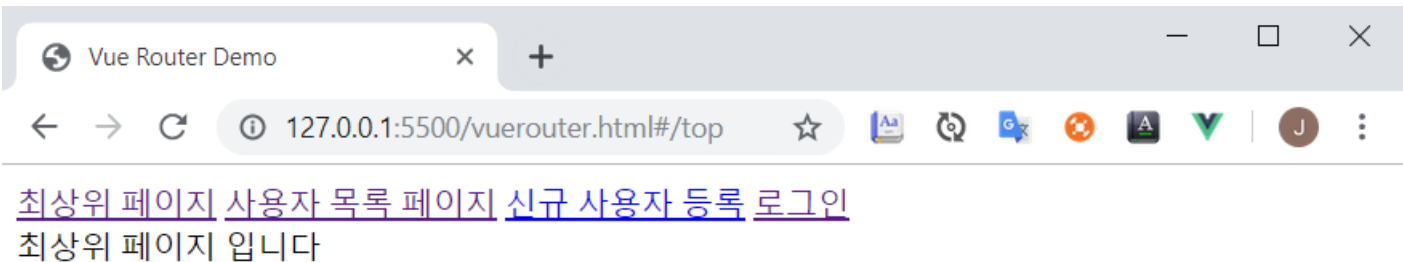 Vue Router Demo
127.0.0.1:5500/vuerouter.html#/top
J
최상위 페이지 사용자 목록 페이지 신규 사용자 등록 로그인
최상위 페이지 입니다